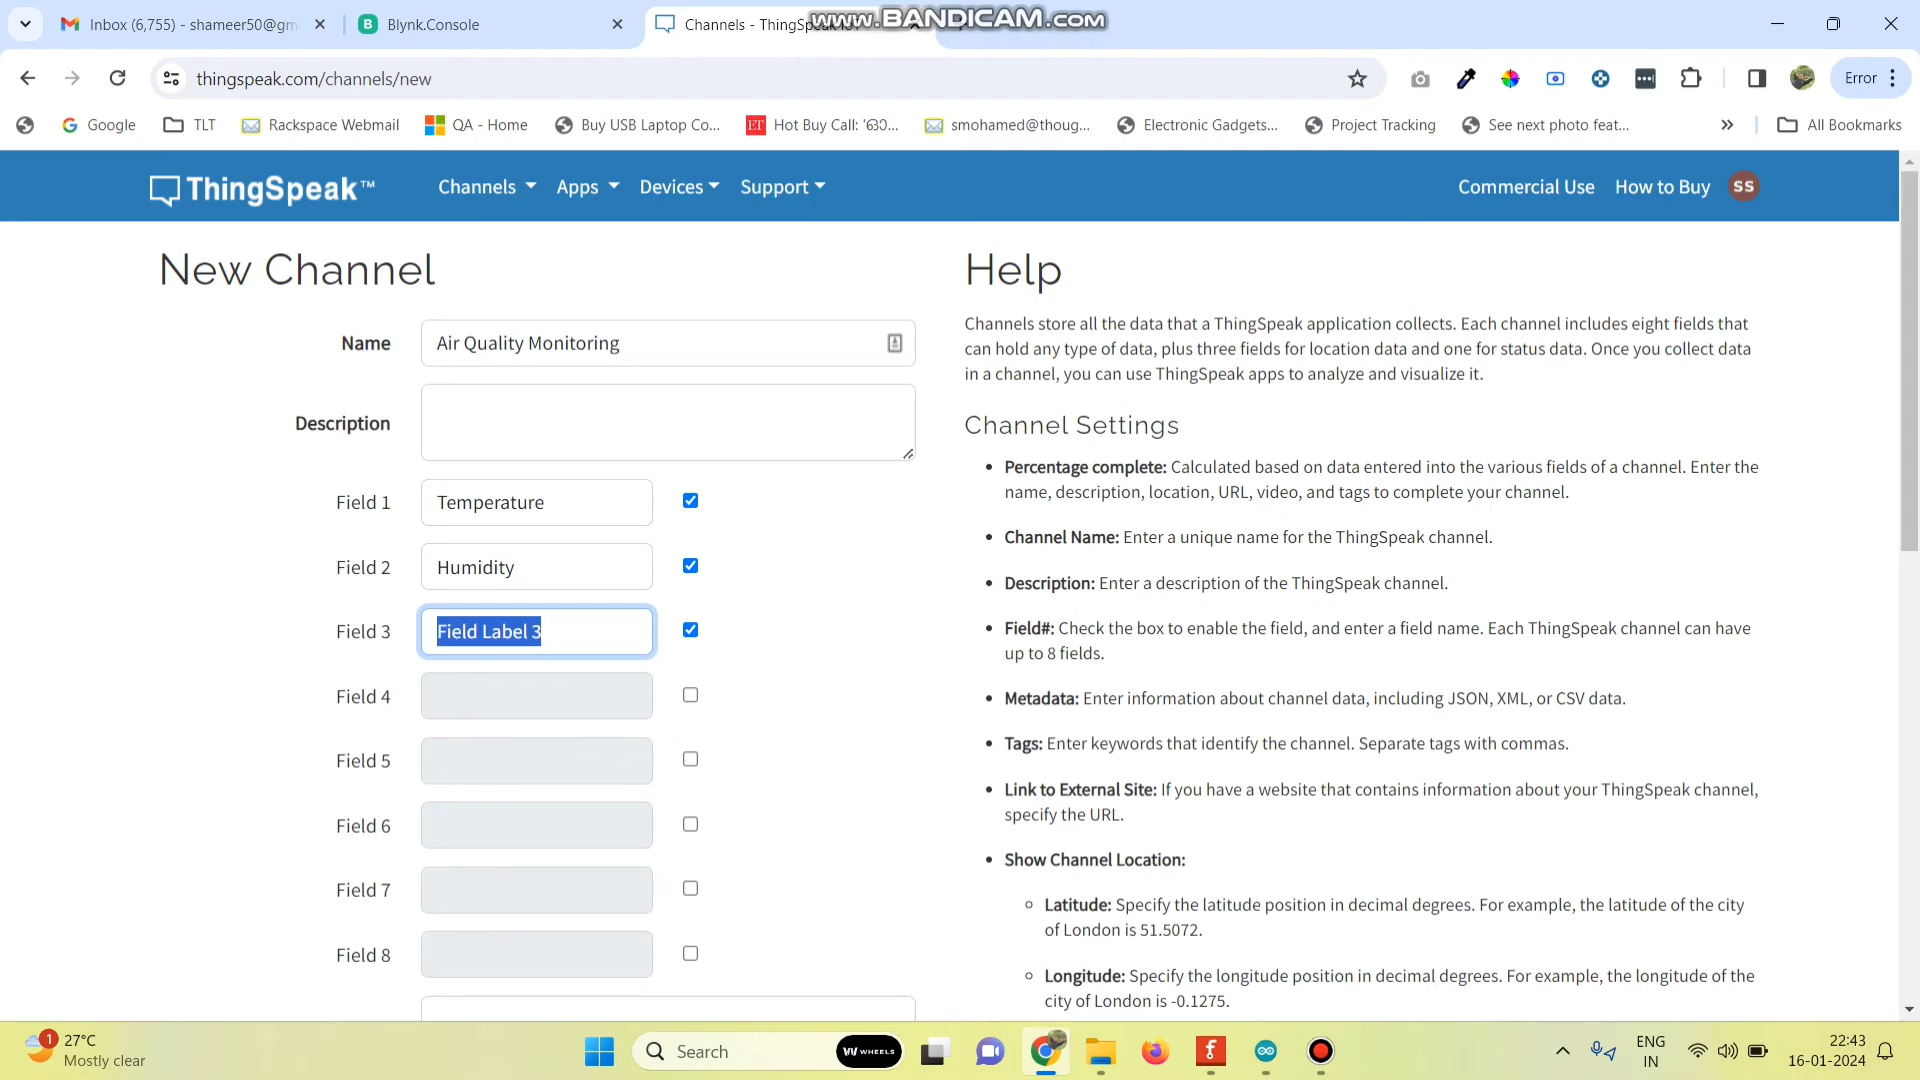 www.BANDICAM.com
Inbox (6,755) - shameer50@gm
Blynk.Console
Channels - ThingSpeak IoT
thingspeak.com/channels/new
Error
Google
TLT
Rackspace Webmail
QA - Home
Buy USB Laptop Co...
ET
Hot Buy Call: 'ഓ...
smohamed@thoug...
Electronic Gadgets...
Project Tracking
See next photo feat...
All Bookmarks
ThingSpeak™
Channels
Apps
Devices
Support
Commercial Use
How to Buy
SS
New Channel
Name
Air Quality Monitoring
Description
Field 1
Temperature
Field 2
Humidity
Field 3
Field Label 3
Field 4
Field 5
Field 6
Field 7
Field 8
Help
Channels store all the data that a ThingSpeak application collects. Each channel includes eight fields that
can hold any type of data, plus three fields for location data and one for status data. Once you collect data
in a channel, you can use ThingSpeak apps to analyze and visualize it.
Channel Settings
• Percentage complete: Calculated based on data entered into the various fields of a channel. Enter the
name, description, location, URL, video, and tags to complete your channel.
• Channel Name: Enter a unique name for the ThingSpeak channel.
• Description: Enter a description of the ThingSpeak channel.
• Field#: Check the box to enable the field, and enter a field name. Each ThingSpeak channel can have
up to 8 fields.
• Metadata: Enter information about channel data, including JSON, XML, or CSV data.
• Tags: Enter keywords that identify the channel. Separate tags with commas.
• Link to External Site: If you have a website that contains information about your ThingSpeak channel,
specify the URL.
• Show Channel Location:
◦ Latitude: Specify the latitude position in decimal degrees. For example, the latitude of the city
of London is 51.5072.
◦ Longitude: Specify the longitude position in decimal degrees. For example, the longitude of the
city of London is -0.1275.
1
27°C
Mostly clear
Search
WHEELS
ENG
IN
22:43
16-01-2024